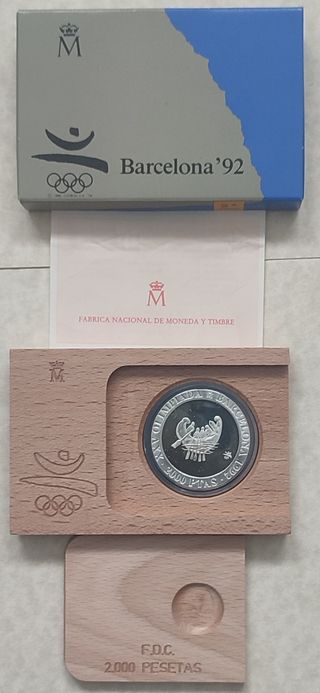 M
Barcelona'92
M
FABRICA NACIONAL DE MONEDA Y TIMBRE
M
XXV OLIMPIADA BARCELONA 1992
2000 PTAS
M
F.D.C.
2.000 PESETAS